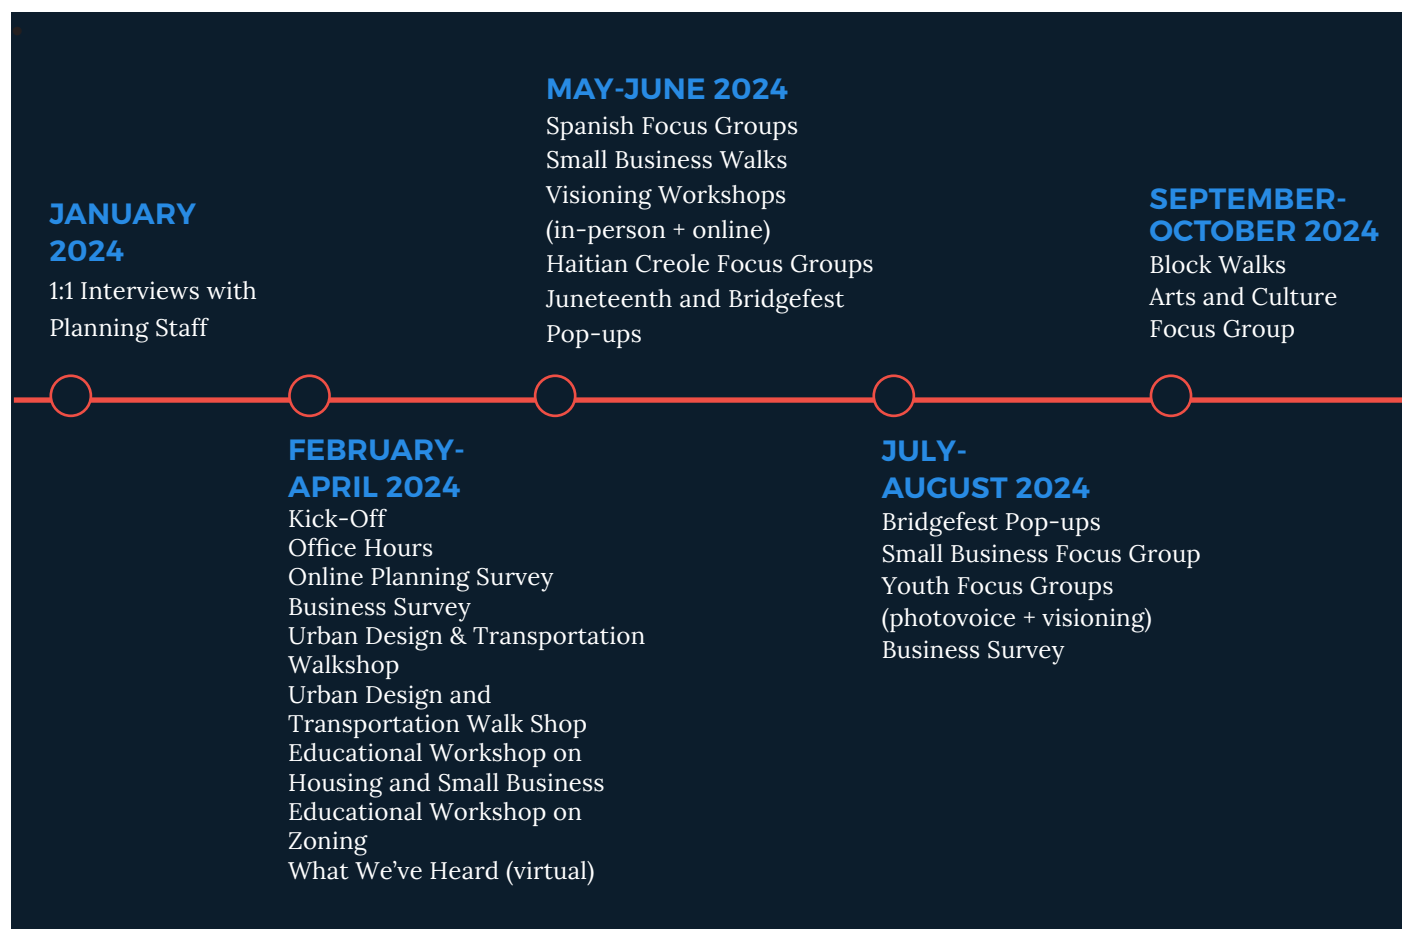 JANUARY
2024
1:1 Interviews with
Planning Staff
FEBRUARY-
APRIL 2024
Kick-Off
Office Hours
Online Planning Survey
Business Survey
Urban Design & Transportation
Walkshop
Urban Design and
Transportation Walk Shop
Educational Workshop on
Housing and Small Business
Educational Workshop on
Zoning
What We’ve Heard (virtual)
MAY-JUNE 2024
Spanish Focus Groups
Small Business Walks
Visioning Workshops
(in-person + online)
Haitian Creole Focus Groups
Juneteenth and Bridgefest
Pop-ups
JULY-
AUGUST 2024
Bridgefest Pop-ups
Small Business Focus Group
Youth Focus Groups
(photovoice + visioning)
Business Survey
SEPTEMBER-
OCTOBER 2024
Block Walks
Arts and Culture
Focus Group